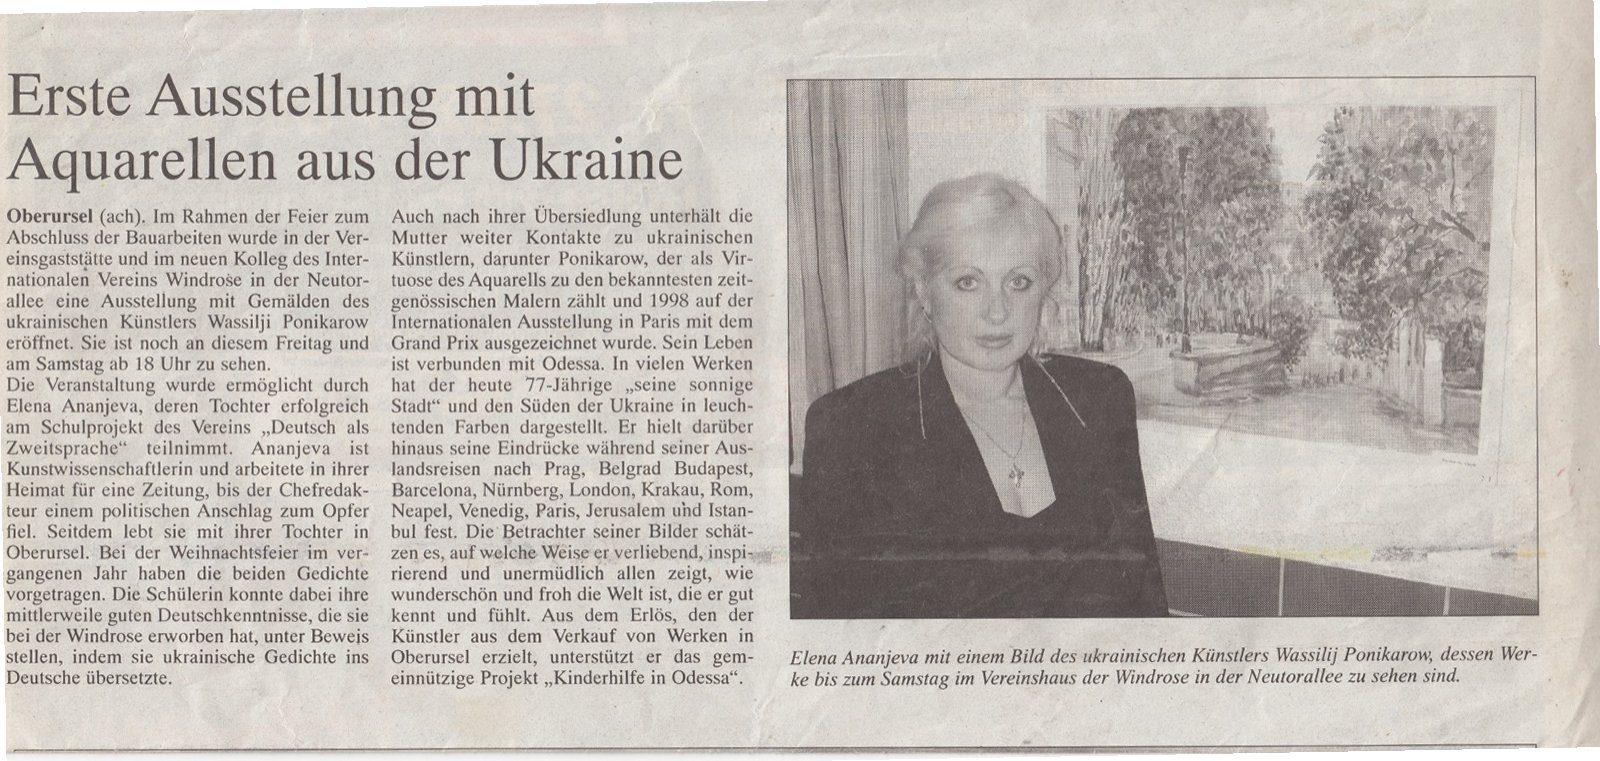 Erste Ausstellung mit
Aquarellen aus der Ukraine
Oberursel (ach). Im Rahmen der Feier zum
Abschluss der Bauarbeiten wurde in der Ver-
einsgaststätte und im neuen Kolleg des Inter-
nationalen Vereins Windrose in der Neutor-
allee eine Ausstellung mit Gemälden des
ukrainischen Künstlers Wassilji Ponikarow
eröffnet. Sie ist noch an diesem Freitag und
am Samstag ab 18 Uhr zu sehen.
Die Veranstaltung wurde ermöglicht durch
Elena Ananjeva, deren Tochter erfolgreich
am Schulprojekt des Vereins „Deutsch als
Zweitsprache“ teilnimmt. Ananjeva ist
Kunstwissenschaftlerin und arbeitete in ihrer
Heimat für eine Zeitung, bis der Chefredak-
teur einem politischen Anschlag zum Opfer
fiel. Seitdem lebt sie mit ihrer Tochter in
Oberursel. Bei der Weihnachtsfeier im ver-
gangenen Jahr haben die beiden Gedichte
vorgetragen. Die Schülerin konnte dabei ihre
mittlerweile guten Deutschkenntnisse, die sie
bei der Windrose erworben hat, unter Beweis
stellen, indem sie ukrainische Gedichte ins
Deutsche übersetzte.
Auch nach ihrer Übersiedlung unterhält die
Mutter weiter Kontakte zu ukrainischen
Künstlern, darunter Ponikarow, der als Vir-
tuose des Aquarells zu den bekanntesten zeit-
genössischen Malern zählt und 1998 auf der
Internationalen Ausstellung in Paris mit dem
Grand Prix ausgezeichnet wurde. Sein Leben
ist verbunden mit Odessa. In vielen Werken
hat der heute 77-Jährige „seine sonnige
Stadt“ und den Süden der Ukraine in leuch-
tenden Farben dargestellt. Er hielt darüber
hinaus seine Eindrücke während seiner Aus-
landsreisen nach Prag, Belgrad Budapest,
Barcelona, Nürnberg, London, Krakau, Rom,
Neapel, Venedig, Paris, Jerusalem und Istan-
bul fest. Die Betrachter seiner Bilder schät-
zen es, auf welche Weise er verliebend, inspi-
rierend und unermüdlich allen zeigt, wie
wunderschön und froh die Welt ist, die er gut
kennt und fühlt. Aus dem Erlös, den der
Künstler aus dem Verkauf von Werken in
Oberursel erzielt, unterstützt er das gem-
einnützige Projekt „Kinderhilfe in Odessa“.
Elena Ananjeva mit einem Bild des ukrainischen Künstlers Wassilij Ponikarow, dessen Wer-
ke bis zum Samstag im Vereinshaus der Windrose in der Neutorallee zu sehen sind.